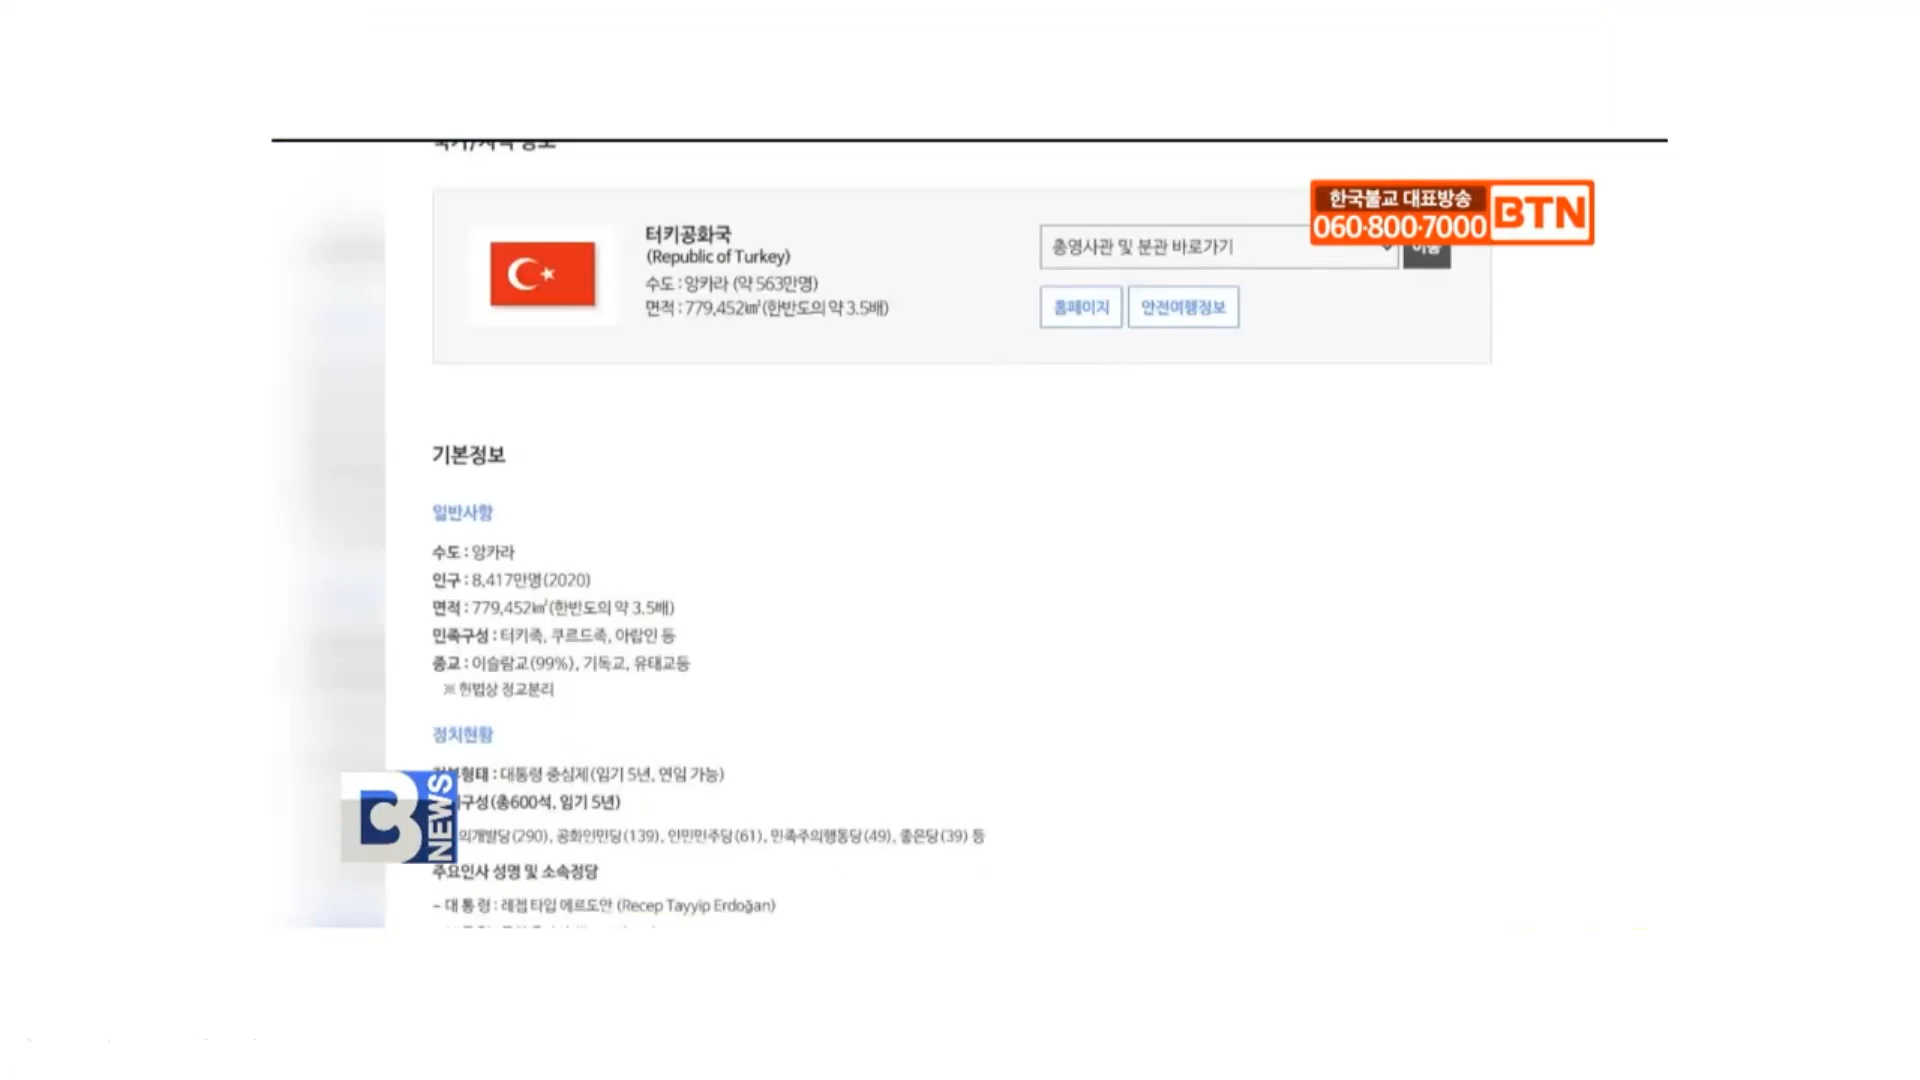 국가/지역 정보
터키공화국
(Republic of Turkey)
수도 : 앙카라 (약 563만명)
면적 : 779,452㎢(한반도의 약 3.5배)
총영사관 및 분관 바로가기
이동
홈페이지
안전여행정보
한국불교 대표방송
060·800·7000
BTN
기본정보
일반사항
수도 : 앙카라
인구 : 8,417만명(2020)
면적 : 779,452㎢(한반도의 약 3.5배)
민족구성 : 터키족, 쿠르드족, 아랍인 등
종교 : 이슬람교(99%), 기독교, 유태교등
※ 헌법상 정교분리
정치현황
형태 : 대통령 중심제(임기 5년, 연임 가능)
구성(총600석, 임기 5년)
의개발당(290), 공화인민당(139), 인민민주당(61), 민족주의행동당(49), 좋은당(39) 등
B NEWS
주요인사 성명 및 소속정당
– 대 통 령 : 레젭 타입 에르도안 (Recep Tayyip Erdoğan)